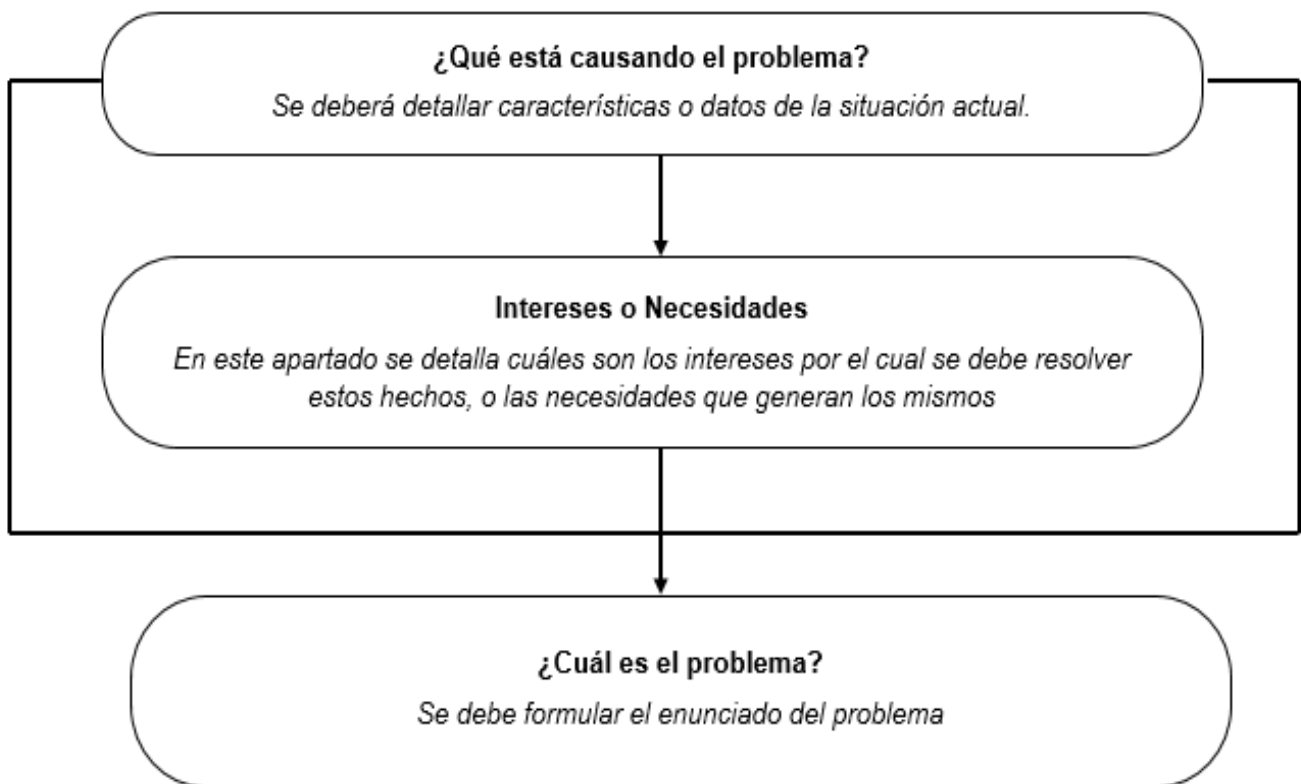 ¿Qué está causando el problema?
Se deberá detallar características o datos de la situación actual.
Intereses o Necesidades
En este apartado se detalla cuáles son los intereses por el cual se debe resolver
estos hechos, o las necesidades que generan los mismos
¿Cuál es el problema?
Se debe formular el enunciado del problema